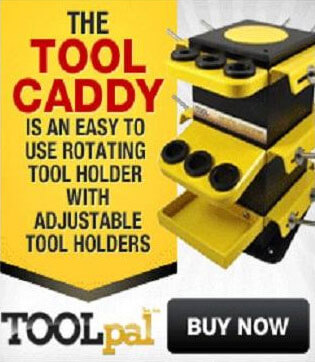 THE
TOOL
CADDY
IS AN EASY TO
USE ROTATING
TOOL HOLDER
WITH
ADJUSTABLE
TOOL HOLDERS
TOOLpal
BUY NOW